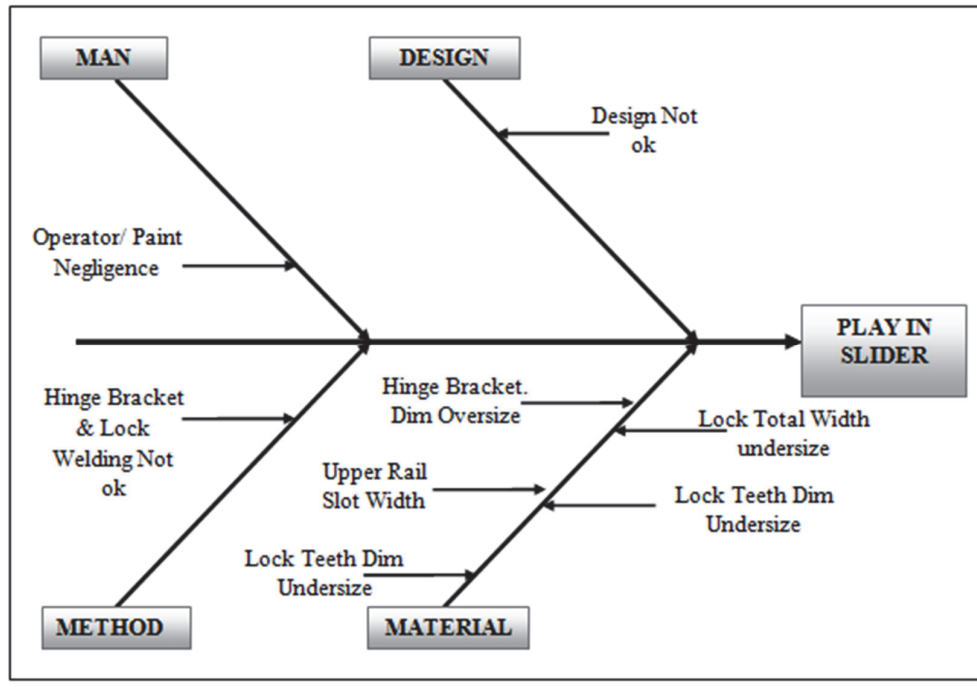 MAN
DESIGN
Design Not
ok
Operator/ Paint
Negligence
PLAY IN
SLIDER
Hinge Bracket
& Lock
Welding Not
ok
Hinge Bracket.
Dim Oversize
Lock Total Width
undersize
Upper Rail
Slot Width
Lock Teeth Dim
Undersize
Lock Teeth Dim
Undersize
METHOD
MATERIAL